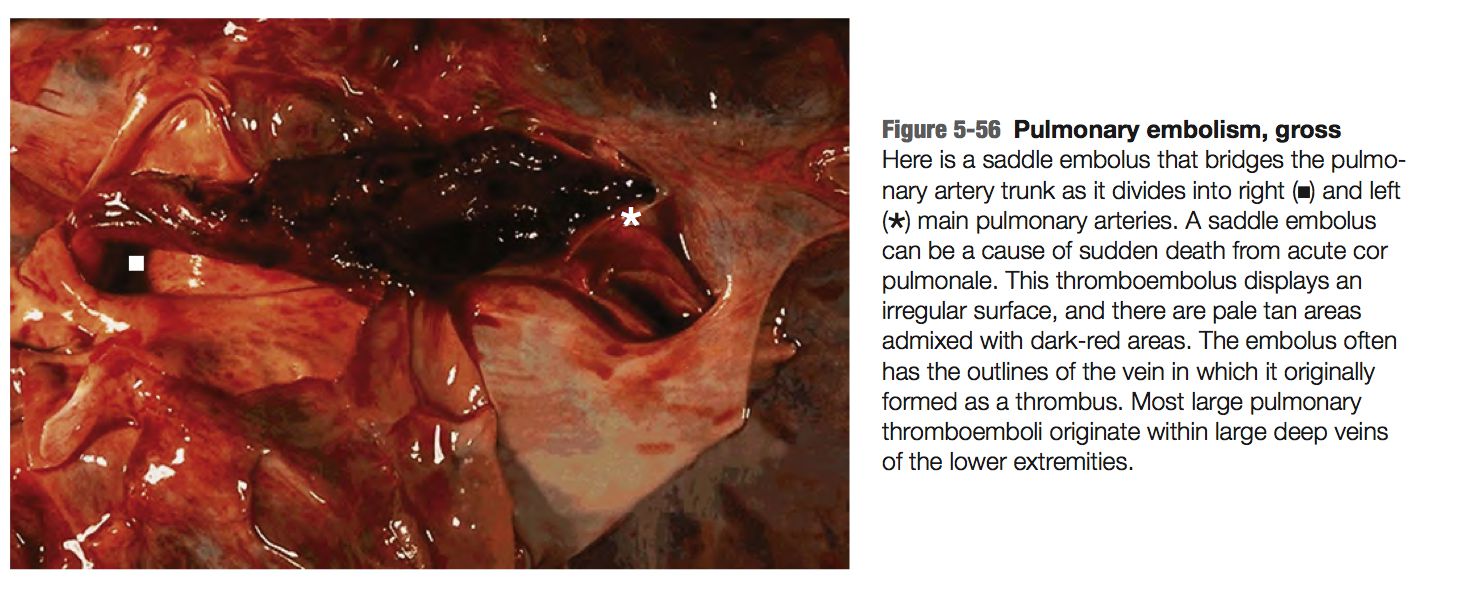 Figure 5-56 Pulmonary embolism, gross
Here is a saddle embolus that bridges the pulmo-
nary artery trunk as it divides into right (■) and left
(*) main pulmonary arteries. A saddle embolus
can be a cause of sudden death from acute cor
pulmonale. This thromboembolus displays an
irregular surface, and there are pale tan areas
admixed with dark-red areas. The embolus often
has the outlines of the vein in which it originally
formed as a thrombus. Most large pulmonary
thromboemboli originate within large deep veins
of the lower extremities.